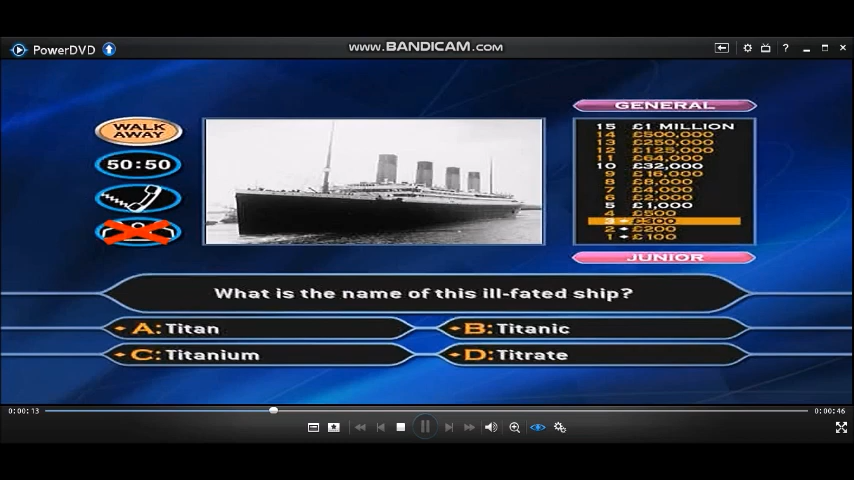 www.BANDICAM.com
PowerDVD
WALK AWAY
50:50
GENERAL
15 £1 MILLION
14 £500,000
13 £250,000
12 £125,000
11 £64,000
10 £32,000
9 £16,000
8 £8,000
7 £4,000
6 £2,000
5 £1,000
4 £500
3 £300
2 £200
1 £100
JUNIOR
What is the name of this ill-fated ship?
A: Titan
B: Titanic
C: Titanium
D: Titrate
0:00:13
0:00:46